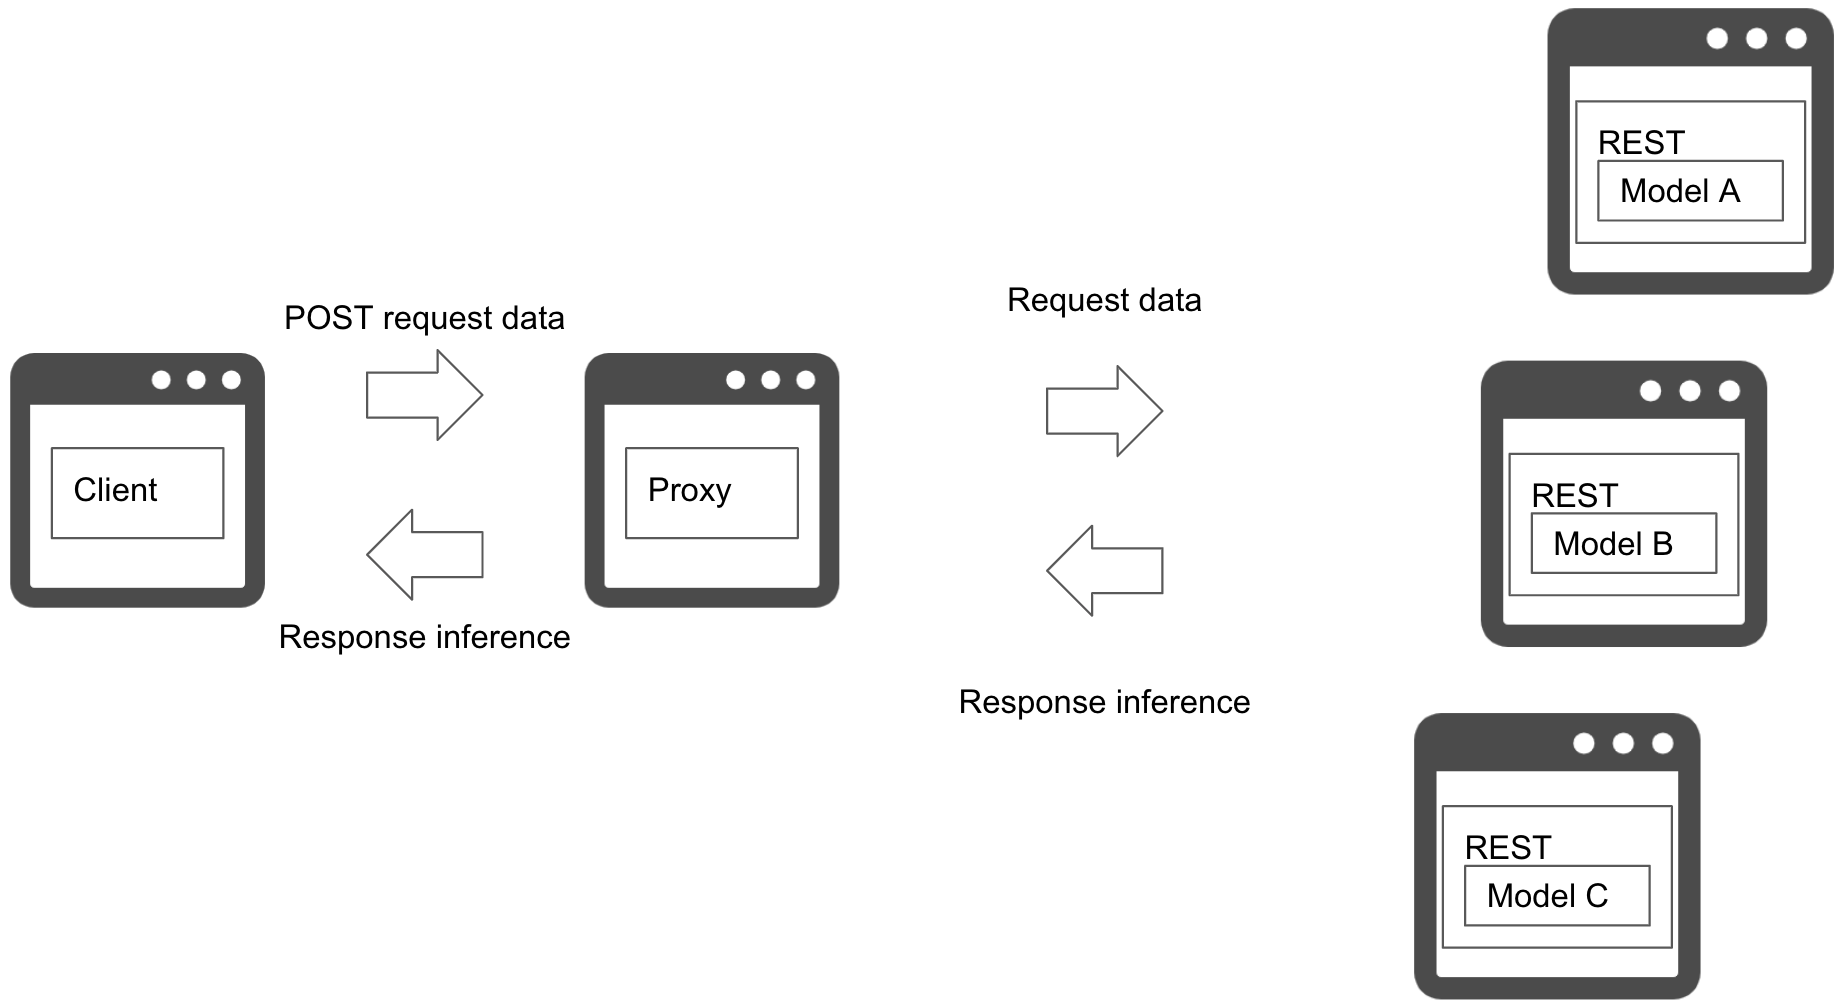 POST request data
Client
Response inference
Proxy
Request data
Response inference
REST
Model A
REST
Model B
REST
Model C